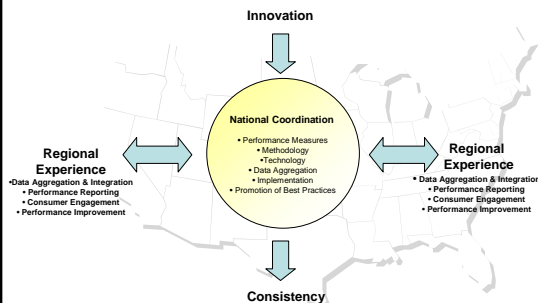 Innovation
National Coordination
• Performance Measures
• Methodology
•Technology
• Data Aggregation
• Implementation
• Promotion of Best Practices
Regional
Experience
•Data Aggregation & Integration
• Performance Reporting
• Consumer Engagement
• Performance Improvement
Regional
Experience
• Data Aggregation & Integration
• Performance Reporting
• Consumer Engagement
• Performance Improvement
Consistency